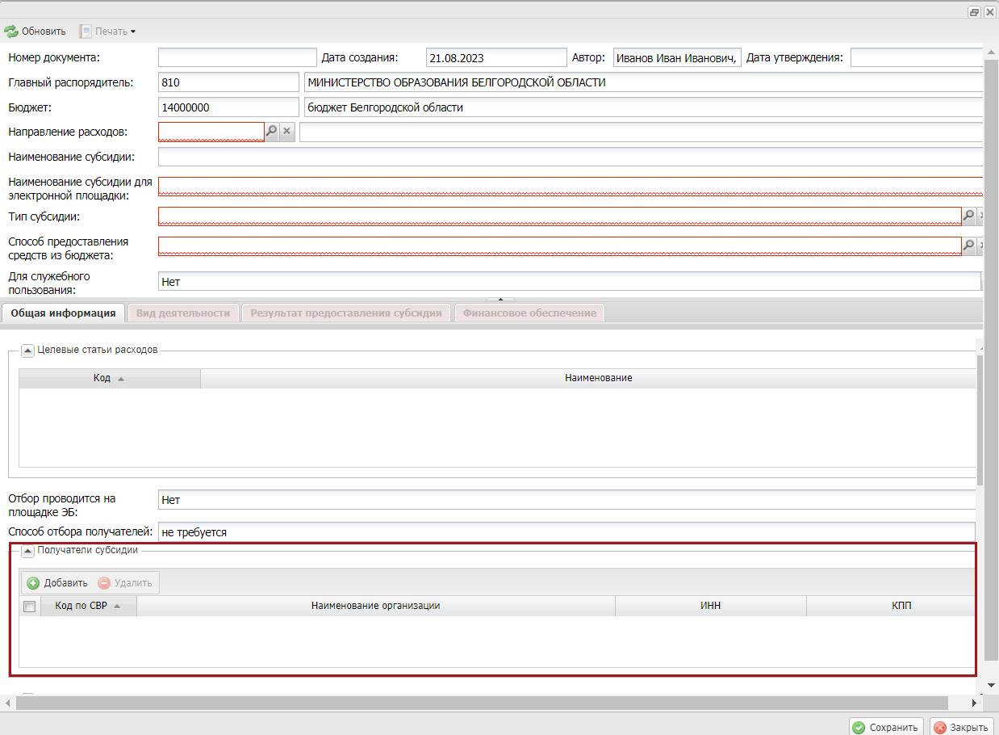 Обновить Печать
Номер документа: Дата создания: 21.08.2023 Автор: Иванов Иван Иванович, Дата утверждения:
Главный распорядитель: 810 МИНИСТЕРСТВО ОБРАЗОВАНИЯ БЕЛГОРОДСКОЙ ОБЛАСТИ
Бюджет: 14000000 бюджет Белгородской области
Направление расходов:
Наименование субсидии:
Наименование субсидии для
электронной площадки:
Тип субсидии:
Способ предоставления
средств из бюджета:
Для служебного
пользования: Нет
Общая информация Вид деятельности Результат предоставления субсидии Финансовое обеспечение
Целевые статьи расходов
Код Наименование
Отбор проводится на
площадке ЭБ: Нет
Способ отбора получателей: не требуется
Получатели субсидии
Добавить Удалить
Код по СВР Наименование организации ИНН КПП
Сохранить Закрыть